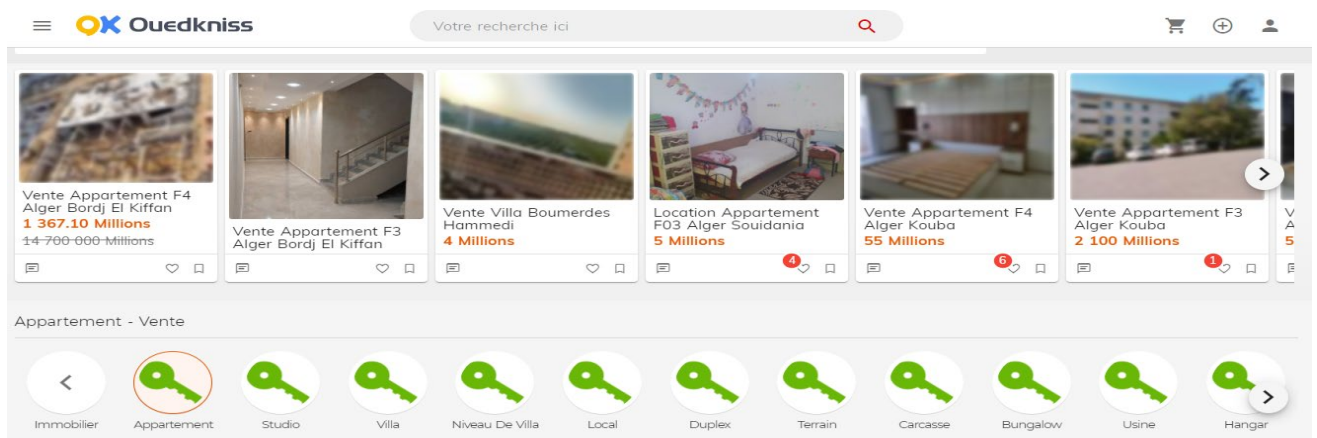 Ouedkniss
Votre recherche ici
Vente Appartement F4
Alger Bordj El Kiffan
1 367.10 Millions
14 700 000 Millions
Vente Appartement F3
Alger Bordj El Kiffan
Vente Villa Boumerdes
Hammedi
4 Millions
Location Appartement
F03 Alger Souidania
5 Millions
4
Vente Appartement F4
Alger Kouba
55 Millions
6
Vente Appartement F3
Alger Kouba
2 100 Millions
1
V
A
5
Appartement - Vente
Immobilier
Appartement
Studio
Villa
Niveau De Villa
Local
Duplex
Terrain
Carcasse
Bungalow
Usine
Hangar